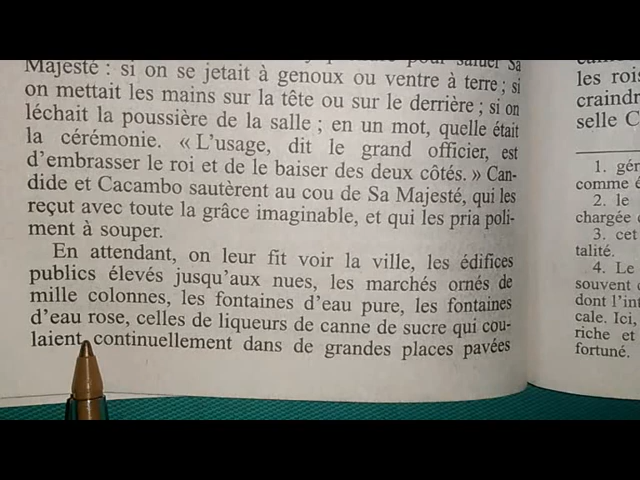 pour saluer Sa
Majesté : si on se jetait à genoux ou ventre à terre ; si
on mettait les mains sur la tête ou sur le derrière ; si on
léchait la poussière de la salle ; en un mot, quelle était
la cérémonie. « L'usage, dit le grand officier, est
d'embrasser le roi et de le baiser des deux côtés. » Can-
dide et Cacambo sautèrent au cou de Sa Majesté, qui les
reçut avec toute la grâce imaginable, et qui les pria poli-
ment à souper.
En attendant, on leur fit voir la ville, les édifices
publics élevés jusqu'aux nues, les marchés ornés de
mille colonnes, les fontaines d'eau pure, les fontaines
d'eau rose, celles de liqueurs de canne de sucre qui cou-
laient continuellement dans de grandes places pavées
les rois
craindr
selle C
1. gér
comme é
2. le
chargée
3. cet
talité.
4. Le
souvent
dont l'int
cale. Ici,
riche et
fortuné.